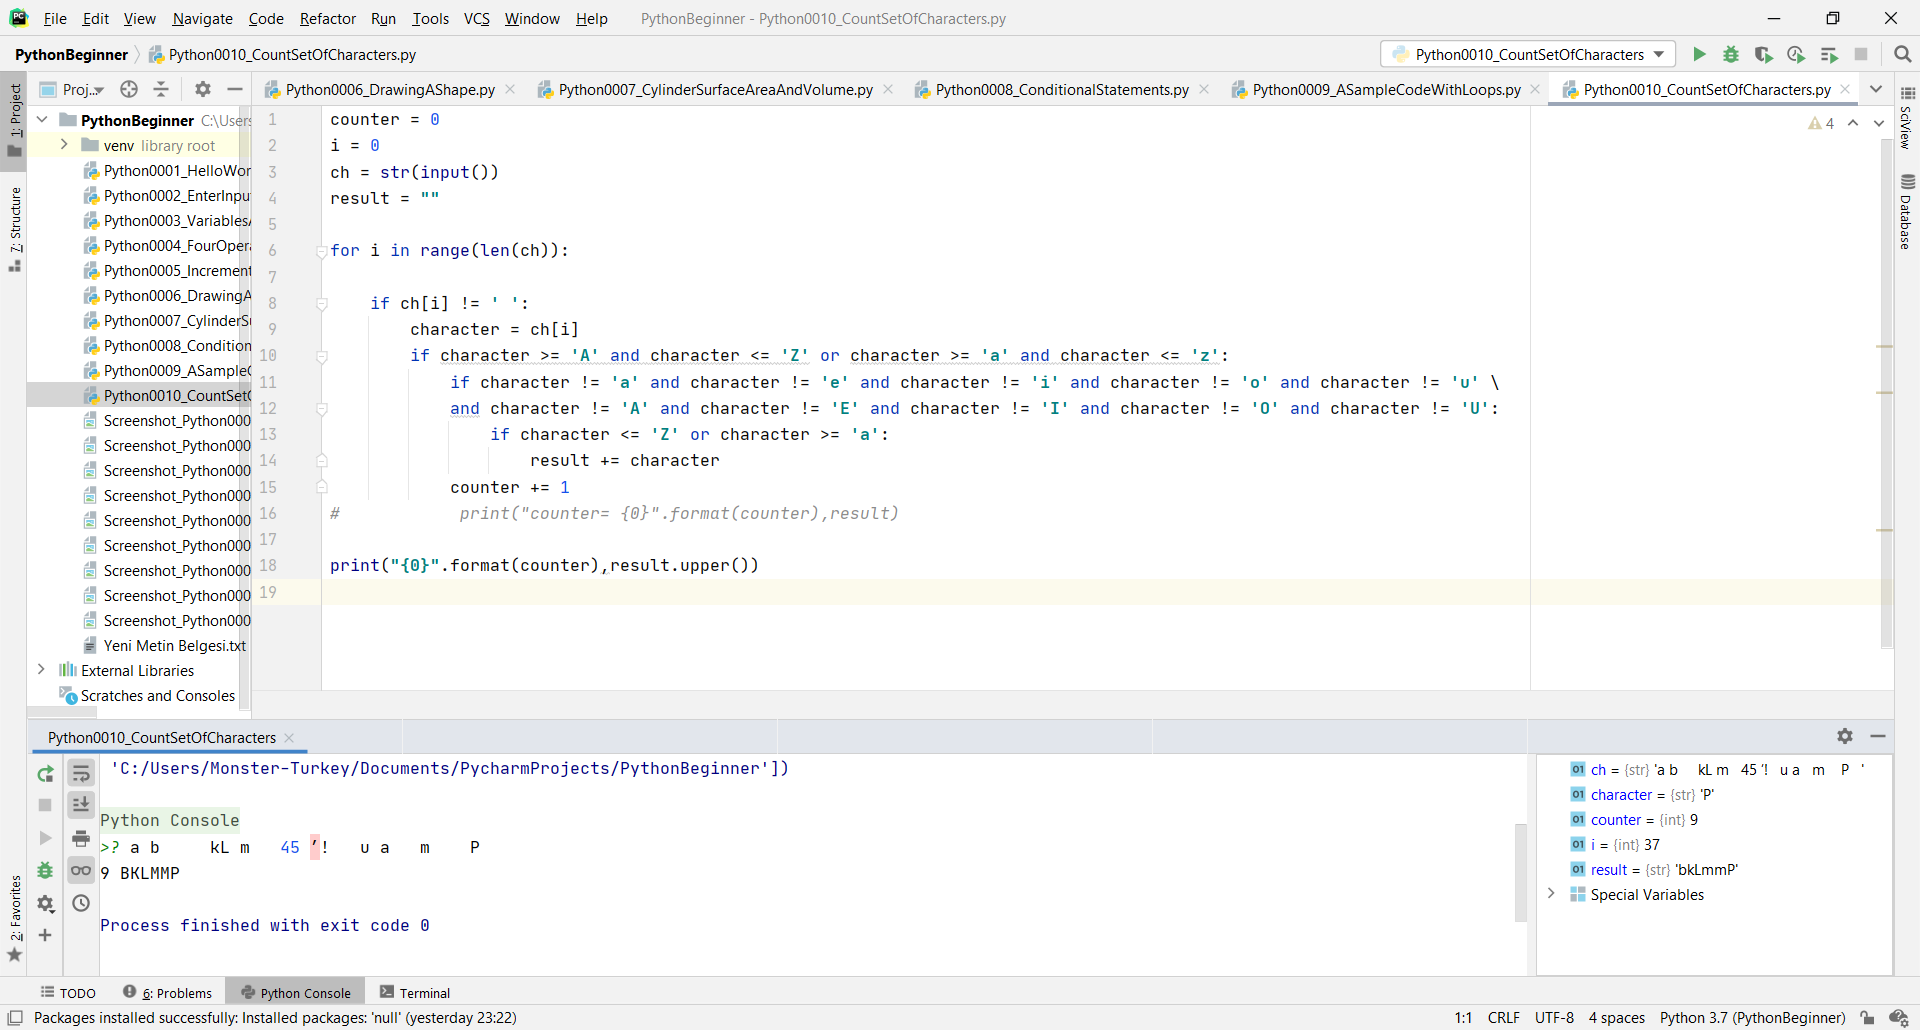 File Edit View Navigate Code Refactor Run Tools VCS Window Help PythonBeginner - Python0010_CountSetOfCharacters.py
PythonBeginner Python0010_CountSetOfCharacters.py Python0010_CountSetOfCharacters
Proj... Python0006_DrawingAShape.py Python0007_CylinderSurfaceAreaAndVolume.py Python0008_ConditionalStatements.py Python0009_ASampleCodeWithLoops.py Python0010_CountSetOfCharacters.py
1: Project
7: Structure
2: Favorites
PythonBeginner C:\Users
venv library root
Python0001_HelloWor
Python0002_EnterInpu
Python0003_Variables
Python0004_FourOper
Python0005_Increment
Python0006_DrawingA
Python0007_CylinderS
Python0008_Condition
Python0009_ASample
Python0010_CountSet
Screenshot_Python000
Screenshot_Python000
Screenshot_Python000
Screenshot_Python000
Screenshot_Python000
Screenshot_Python000
Screenshot_Python000
Screenshot_Python000
Screenshot_Python000
Yeni Metin Belgesi.txt
External Libraries
Scratches and Consoles
1 counter = 0
2 i = 0
3 ch = str(input())
4 result = ""
5
6 for i in range(len(ch)):
7
8 if ch[i] != ' ':
9 character = ch[i]
10 if character >= 'A' and character <= 'Z' or character >= 'a' and character <= 'z':
11 if character != 'a' and character != 'e' and character != 'i' and character != 'o' and character != 'u' \
12 and character != 'A' and character != 'E' and character != 'I' and character != 'O' and character != 'U':
13 if character <= 'Z' or character >= 'a':
14 result += character
15 counter += 1
16 # print("counter= {0}".format(counter),result)
17
18 print("{0}".format(counter),result.upper())
19
4
SciView
Database
Python0010_CountSetOfCharacters
'C:/Users/Monster-Turkey/Documents/PycharmProjects/PythonBeginner'])
Python Console
>? a b     kL m   45 '!   u a   m    P
9 BKLMMP
Process finished with exit code 0
ch = {str} 'a b     kL m   45 '!   u a   m    P   '
character = {str} 'P'
counter = {int} 9
i = {int} 37
result = {str} 'bkLmmP'
Special Variables
TODO 6: Problems Python Console Terminal
Packages installed successfully: Installed packages: 'null' (yesterday 23:22) 1:1 CRLF UTF-8 4 spaces Python 3.7 (PythonBeginner)